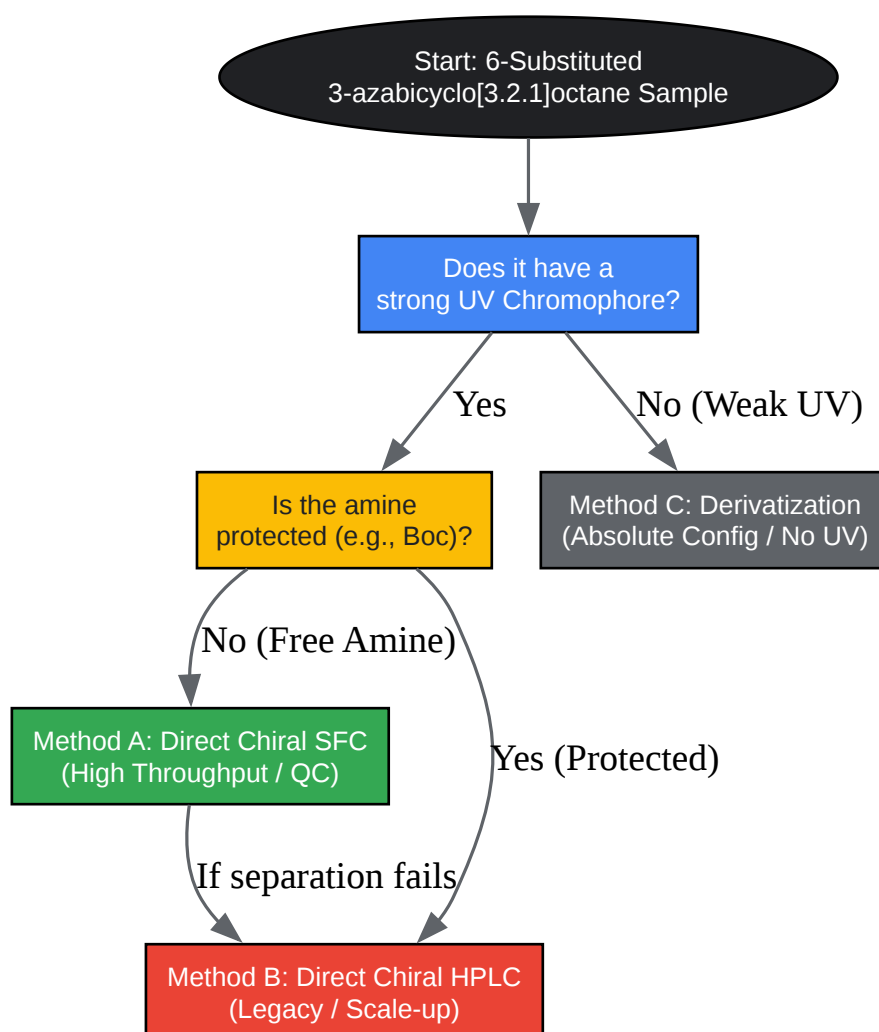 Start: 6-Substituted
3-azabicyclo[3.2.1]octane Sample
Does it have a
strong UV Chromophore?
Yes
No (Weak UV)
Is the amine
protected (e.g., Boc)?
Method C: Derivatization
(Absolute Config / No UV)
No (Free Amine)
Method A: Direct Chiral SFC
(High Throughput / QC)
Yes (Protected)
If separation fails
Method B: Direct Chiral HPLC
(Legacy / Scale-up)